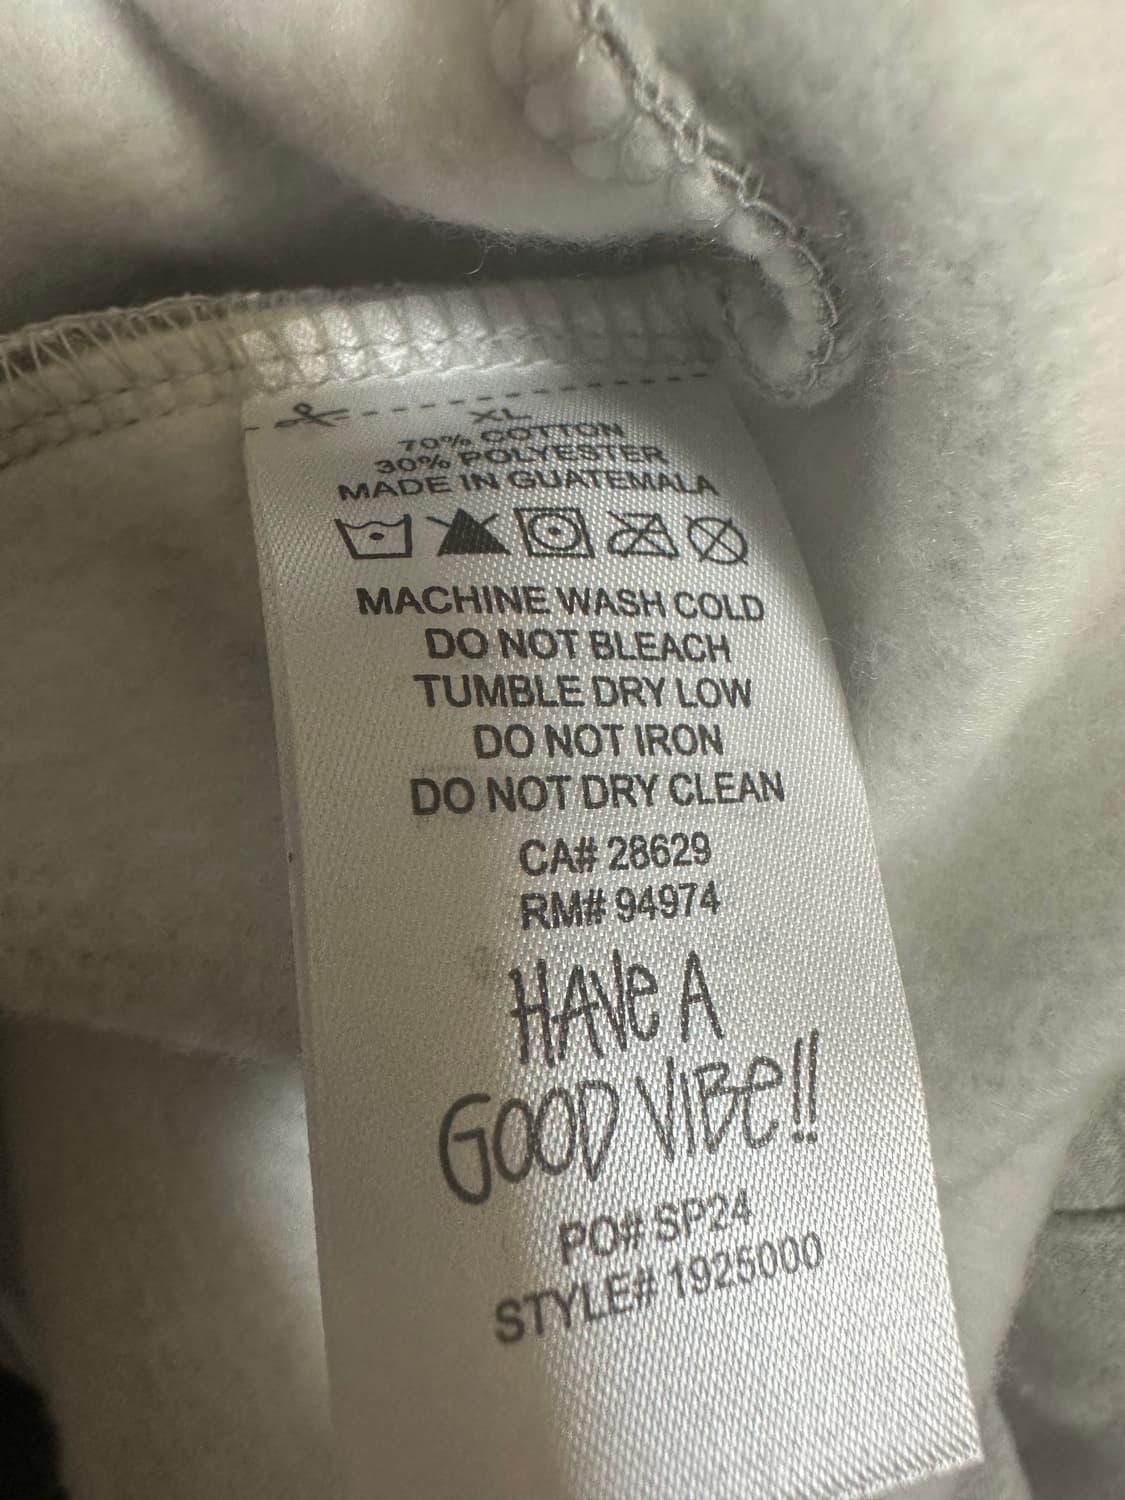 XL
70% COTTON
30% POLYESTER
MADE IN GUATEMALA
MACHINE WASH COLD
DO NOT BLEACH
TUMBLE DRY LOW
DO NOT IRON
DO NOT DRY CLEAN
CA# 28629
RM# 94974
HAVe A
GOOD VIBe!!
PO# SP24
STYLE# 1925000